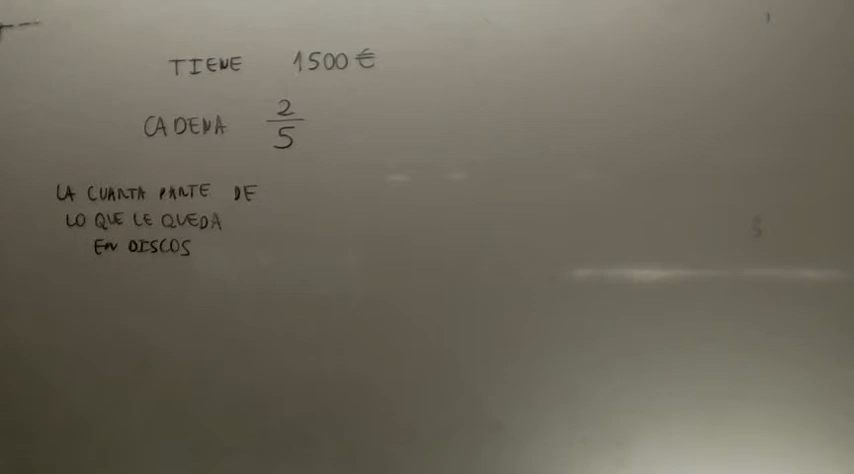 TIENE 1500 €
CADENA 2/5
LA CUARTA PARTE DE
LO QUE LE QUEDA
EN DISCOS